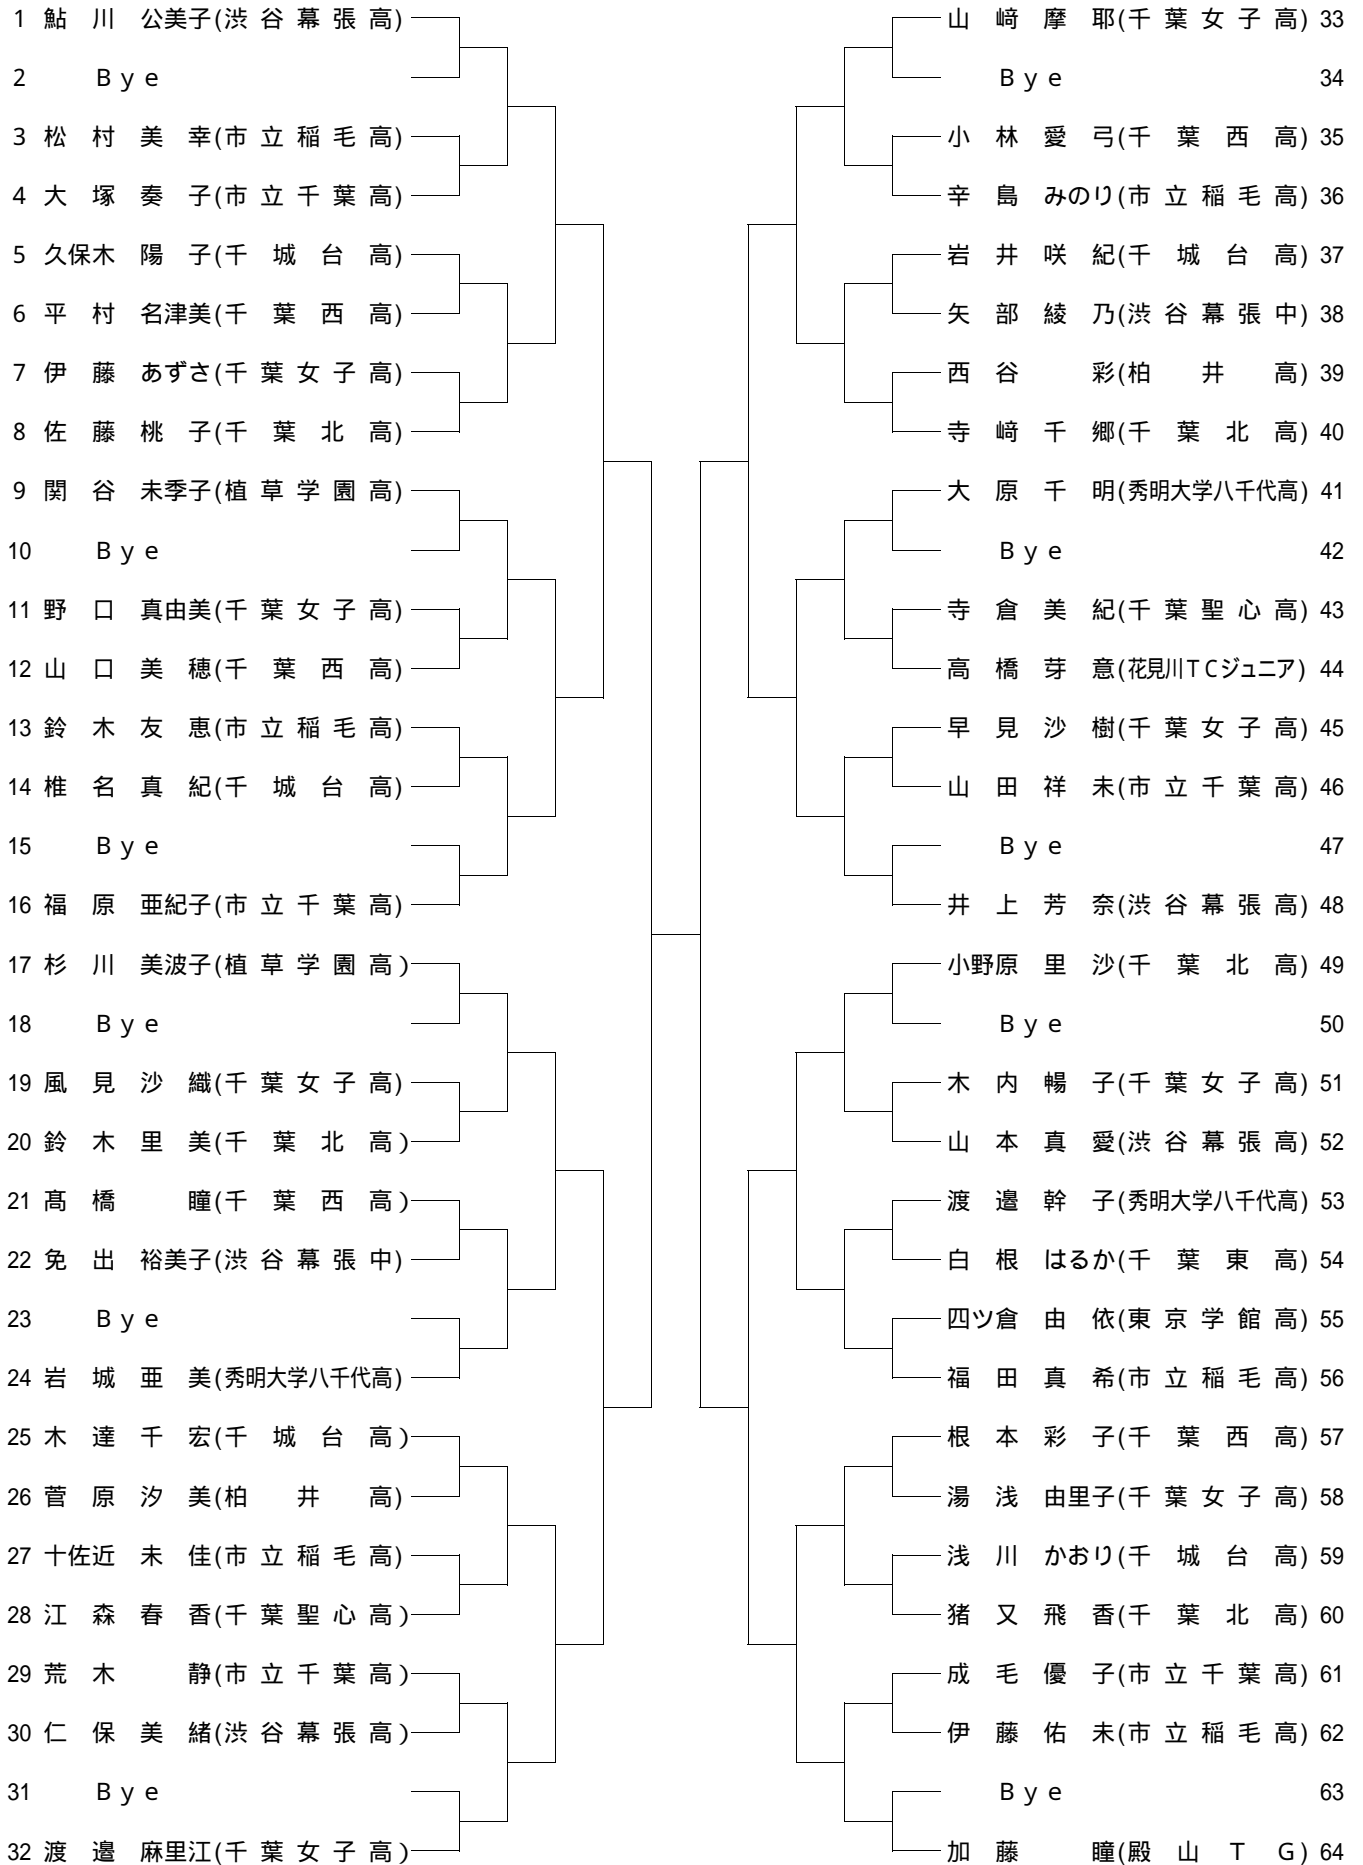 1 鮎川 公美子(渋谷幕張高)
2 Bye
3 松村美幸(市立稲毛高)
4 大塚奏子(市立千葉高)
5 久保木陽子(千城台高)
6 平村 名津美(千葉西高)
7 伊藤 あずさ(千葉女子高)
8 佐藤桃子(千葉北高)
9 関谷 未季子(植草学園高)
10 Bye
11 野口 真由美(千葉女子高)
12 山口美穂(千葉西高)
13 鈴木友恵(市立稲毛高)
14 椎名真紀(千城台高)
15 Bye
16 福原 亜紀子(市立千葉高)
17 杉川 美波子(植草学園高)
18 Bye
19 風見沙織(千葉女子高)
20 鈴木里美(千葉北高)
21 髙橋 瞳(千葉西高)
22 免出 裕美子(渋谷幕張中)
23 Bye
24 岩城亜美(秀明大学八千代高)
25 木達千宏(千城台高)
26 菅原汐美(柏井高)
27 十佐近未佳(市立稲毛高)
28 江森春香(千葉聖心高)
29 荒木 静(市立千葉高)
30 仁保美緒(渋谷幕張高)
31 Bye
32 渡邉 麻里江(千葉女子高)
山﨑摩耶(千葉女子高) 33
Bye 34
小林愛弓(千葉西高) 35
辛島 みのり(市立稲毛高) 36
岩井咲紀(千城台高) 37
矢部綾乃(渋谷幕張中) 38
西谷 彩(柏井高) 39
寺﨑千郷(千葉北高) 40
大原千明(秀明大学八千代高) 41
Bye 42
寺倉美紀(千葉聖心高) 43
高橋芽意(花見川TCジュニア) 44
早見沙樹(千葉女子高) 45
山田祥未(市立千葉高) 46
Bye 47
井上芳奈(渋谷幕張高) 48
小野原里沙(千葉北高) 49
Bye 50
木内暢子(千葉女子高) 51
山本真愛(渋谷幕張高) 52
渡邉幹子(秀明大学八千代高) 53
白根 はるか(千葉東高) 54
四ツ倉由依(東京学館高) 55
福田真希(市立稲毛高) 56
根本彩子(千葉西高) 57
湯浅 由里子(千葉女子高) 58
浅川 かおり(千城台高) 59
猪又飛香(千葉北高) 60
成毛優子(市立千葉高) 61
伊藤佑未(市立稲毛高) 62
Bye 63
加藤 瞳(殿山TG) 64